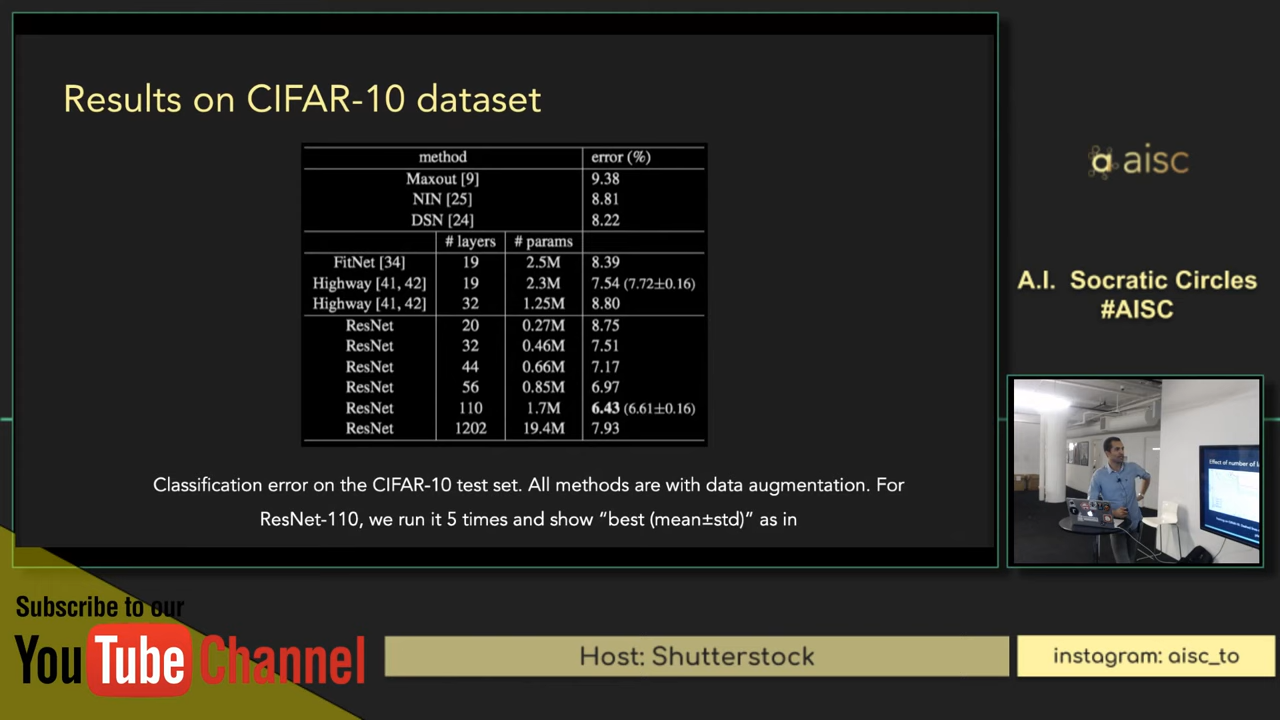 Results on CIFAR-10 dataset
method error (%)
Maxout [9] 9.38
NIN [25] 8.81
DSN [24] 8.22
# layers # params
FitNet [34] 19 2.5M 8.39
Highway [41, 42] 19 2.3M 7.54 (7.72±0.16)
Highway [41, 42] 32 1.25M 8.80
ResNet 20 0.27M 8.75
ResNet 32 0.46M 7.51
ResNet 44 0.66M 7.17
ResNet 56 0.85M 6.97
ResNet 110 1.7M 6.43 (6.61±0.16)
ResNet 1202 19.4M 7.93
Classification error on the CIFAR-10 test set. All methods are with data augmentation. For
ResNet-110, we run it 5 times and show “best (mean±std)” as in
aisc
A.I. Socratic Circles
#AISC
Effect of number of
Subscribe to our
YouTube Channel
Host: Shutterstock
instagram: aisc_to